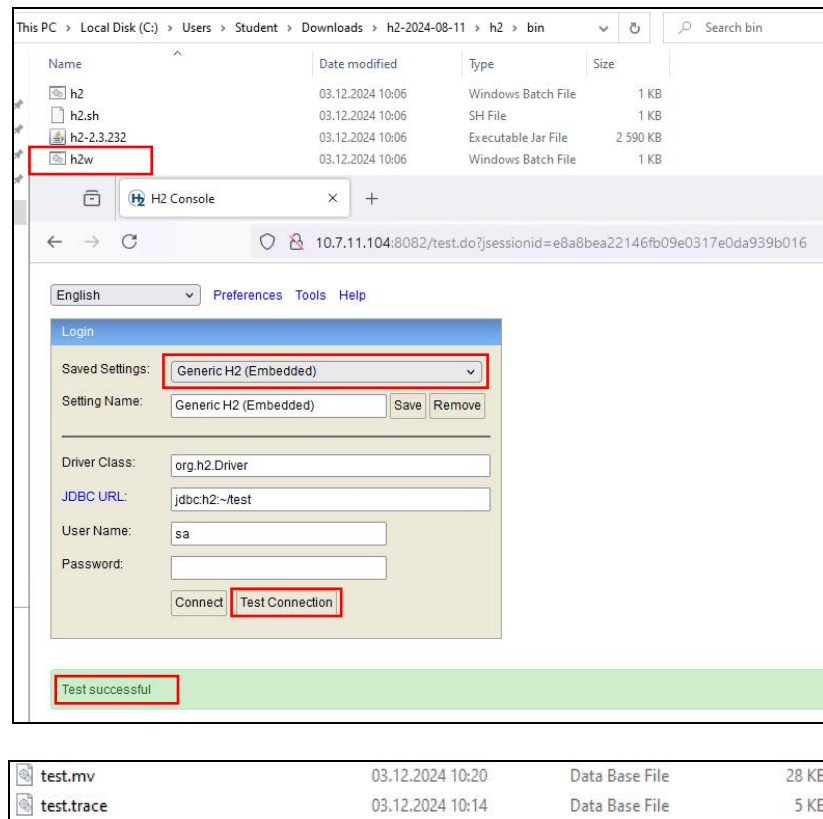 This PC > Local Disk (C:) > Users > Student > Downloads > h2-2024-08-11 > h2 > bin Search bin
Name Date modified Type Size
h2 03.12.2024 10:06 Windows Batch File 1 KB
h2.sh 03.12.2024 10:06 SH File 1 KB
h2-2.3.232 03.12.2024 10:06 Executable Jar File 2 590 KB
h2w 03.12.2024 10:06 Windows Batch File 1 KB
H2 H2 Console × +
10.7.11.104:8082/test.do?jsessionid=e8a8bea22146fb09e0317e0da939b016
English Preferences Tools Help
Login
Saved Settings: Generic H2 (Embedded)
Setting Name: Generic H2 (Embedded) Save Remove
Driver Class: org.h2.Driver
JDBC URL: jdbc:h2:~/test
User Name: sa
Password:
Connect Test Connection
Test successful
test.mv 03.12.2024 10:20 Data Base File 28 KB
test.trace 03.12.2024 10:14 Data Base File 5 KB